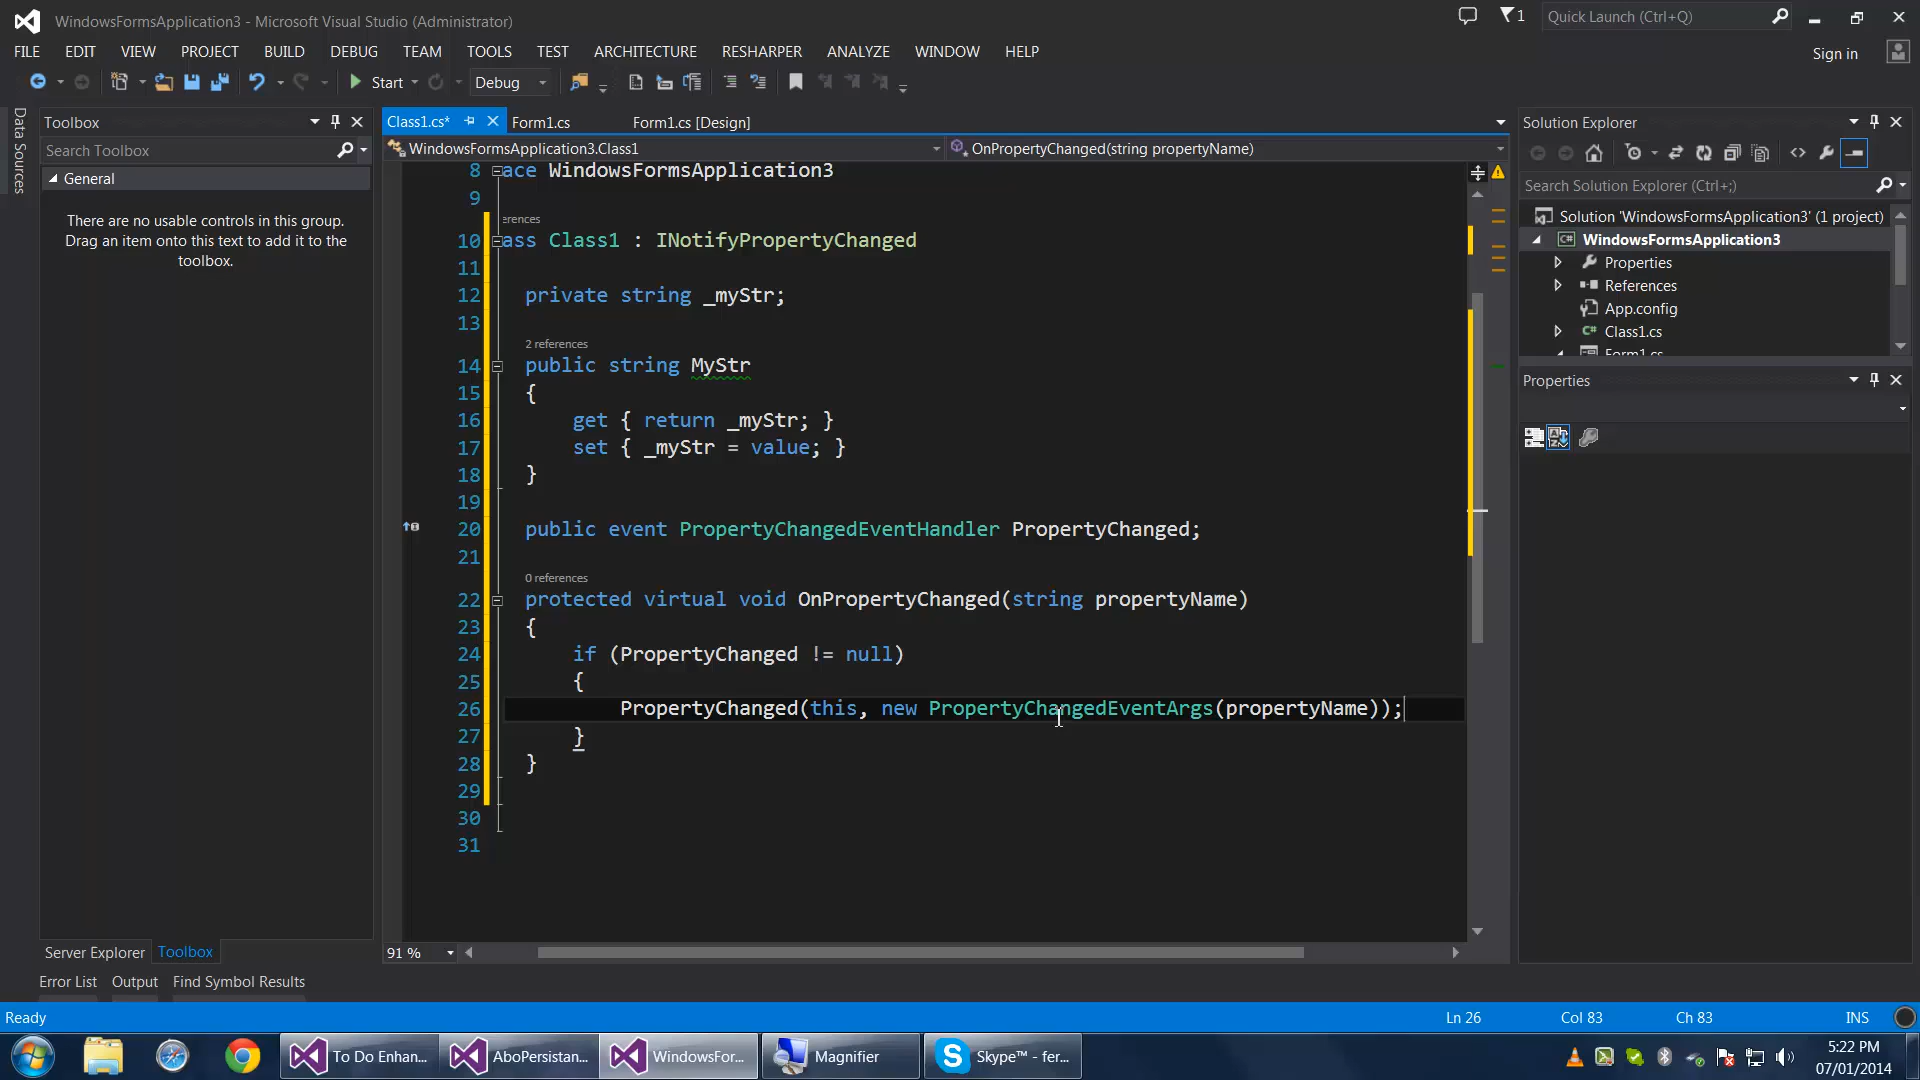 WindowsFormsApplication3 - Microsoft Visual Studio (Administrator)
1
Quick Launch (Ctrl+Q)
FILE EDIT VIEW PROJECT BUILD DEBUG TEAM TOOLS TEST ARCHITECTURE RESHARPER ANALYZE WINDOW HELP
Sign in
Start
Debug
Data Sources
Toolbox
Search Toolbox
General
There are no usable controls in this group.
Drag an item onto this text to add it to the
toolbox.
Server Explorer Toolbox
Class1.cs* Form1.cs Form1.cs [Design]
WindowsFormsApplication3.Class1
OnPropertyChanged(string propertyName)
8 ace WindowsFormsApplication3
9
erences
10 ass Class1 : INotifyPropertyChanged
11
12 private string _myStr;
13
2 references
14 public string MyStr
15 {
16 get { return _myStr; }
17 set { _myStr = value; }
18 }
19
20 public event PropertyChangedEventHandler PropertyChanged;
21
0 references
22 protected virtual void OnPropertyChanged(string propertyName)
23 {
24 if (PropertyChanged != null)
25 {
26 PropertyChanged(this, new PropertyChangedEventArgs(propertyName));
27 }
28 }
29
30
31
91 %
Solution Explorer
Search Solution Explorer (Ctrl+;)
Solution 'WindowsFormsApplication3' (1 project)
WindowsFormsApplication3
Properties
References
App.config
Class1.cs
Form1.cs
Properties
Error List Output Find Symbol Results
Ready
Ln 26 Col 83 Ch 83 INS
To Do Enhan...
AboPersistan...
WindowsFor...
Magnifier
Skype™ - fer...
5:22 PM
07/01/2014